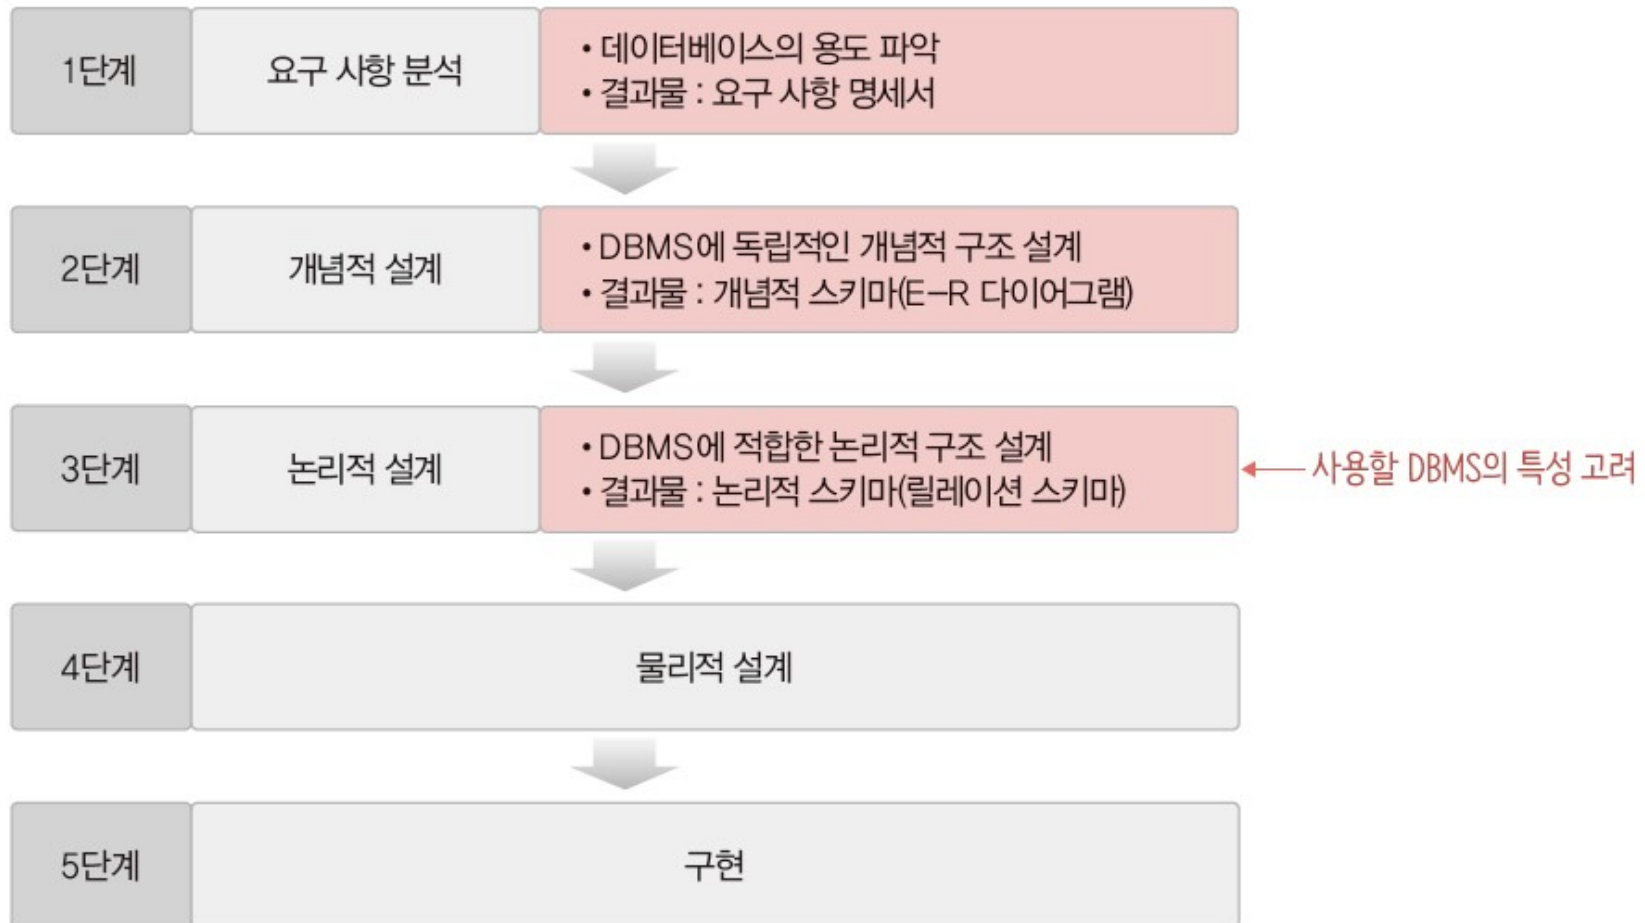 1단계
요구 사항 분석
• 데이터베이스의 용도 파악
• 결과물 : 요구 사항 명세서
2단계
개념적 설계
• DBMS에 독립적인 개념적 구조 설계
• 결과물 : 개념적 스키마(E-R 다이어그램)
3단계
논리적 설계
• DBMS에 적합한 논리적 구조 설계
• 결과물 : 논리적 스키마(릴레이션 스키마)
사용할 DBMS의 특성 고려
4단계
물리적 설계
5단계
구현